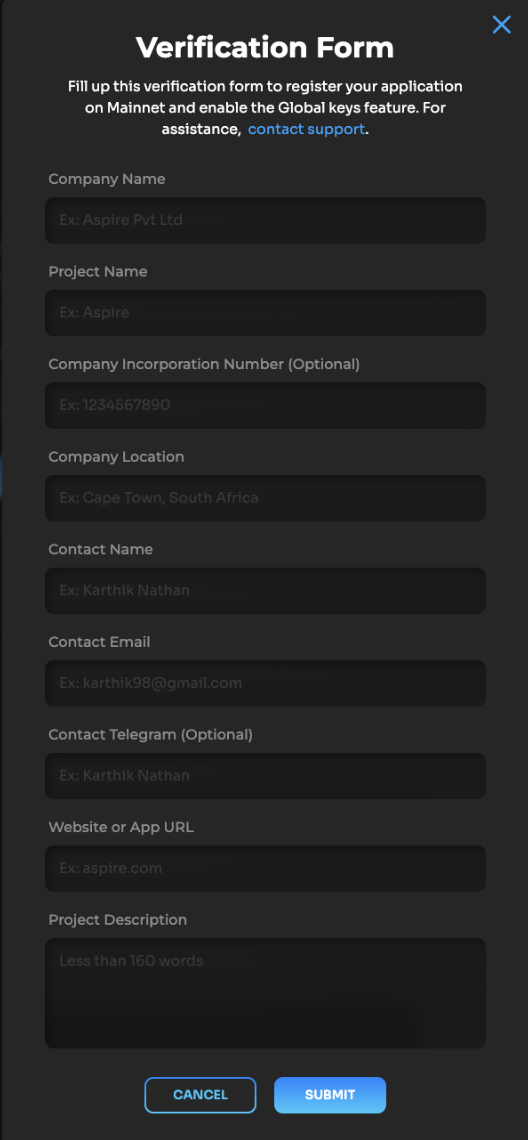 Verification Form
Fill up this verification form to register your application
on Mainnet and enable the Global keys feature. For
assistance, contact support.
Company Name
Ex: Aspire Pvt Ltd
Project Name
Ex: Aspire
Company Incorporation Number (Optional)
Ex: 1234567890
Company Location
Ex: Cape Town, South Africa
Contact Name
Ex: Karthik Nathan
Contact Email
Ex: karthik98@gmail.com
Contact Telegram (Optional)
Ex: Karthik Nathan
Website or App URL
Ex: aspire.com
Project Description
Less than 160 words
CANCEL SUBMIT